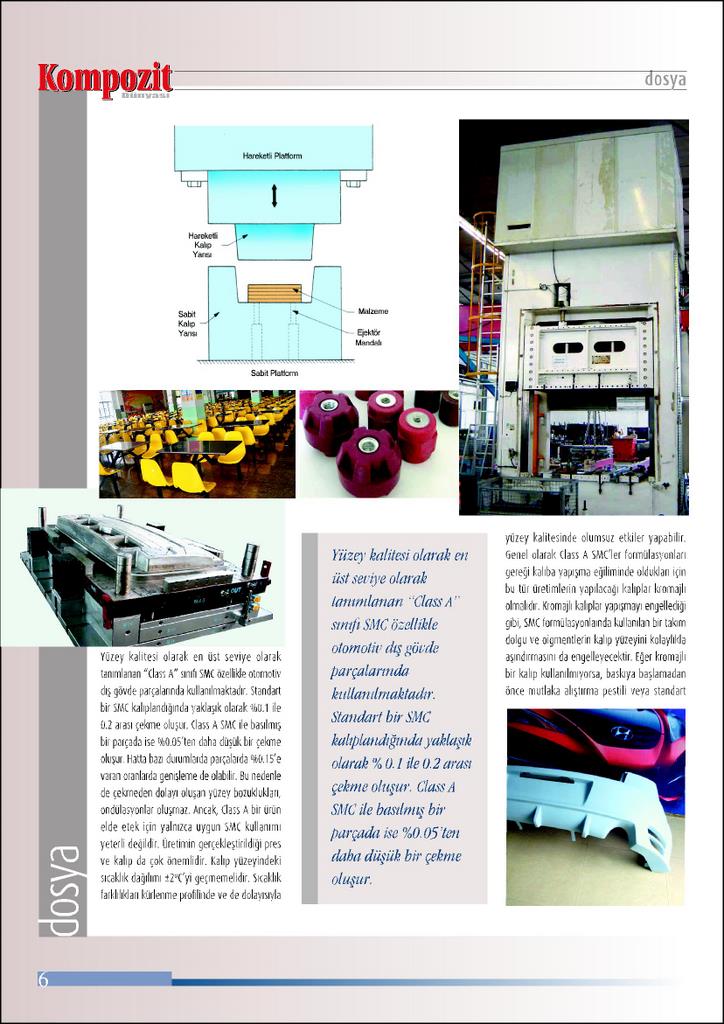 Kompozit
Dünyası
dosya
Hareketli Platform
Hareketli
Kalıp
Yarısı
Sabit
Kalıp
Yarısı
Malzeme
Ejektör
Mandalı
Sabit Platform
Yüzey kalitesi olarak en üst seviye olarak
tanımlanan "Class A" sınıfı SMC özellikle otomotiv
dış gövde parçalarında kullanılmaktadır. Standart
bir SMC kalıplandığında yaklaşık olarak %0.1 ile
0.2 arası çekme oluşur. Class A SMC ile basılmış
bir parçada ise %0.05'ten daha düşük bir çekme
oluşur. Hatta bazı durumlarda parçalarda %0.15'e
varan oranlarda genişleme de olabilir. Bu nedenle
de çekmeden dolayı oluşan yüzey bozuklukları,
ondülasyonlar oluşmaz. Ancak, Class A bir ürün
elde etek için yalnızca uygun SMC kullanımı
yeterli değildir. Üretimin gerçekleştirildiği pres
ve kalıp da çok önemlidir. Kalıp yüzeyindeki
sıcaklık dağılımı ±2°C'yi geçmemelidir. Sıcaklık
farklılıkları kürlenme profilinde ve de dolayısıyla
Yüzey kalitesi olarak en
üst seviye olarak
tanımlanan "Class A"
sınıfı SMC özellikle
otomotiv dış gövde
parçalarında
kullanılmaktadır.
Standart bir SMC
kalıplandığında yaklaşık
olarak % 0.1 ile 0.2 arası
çekme oluşur. Class A
SMC ile basılmış bir
parçada ise %0.05'ten
daha düşük bir çekme
oluşur.
yüzey kalitesinde olumsuz etkiler yapabilir.
Genel olarak Class A SMC'ler formülasyonları
gereği kalıba yapışma eğiliminde oldukları için
bu tür üretimlerin yapılacağı kalıplar kromajlı
olmalıdır. Kromajlı kalıplar yapışmayı engellediği
gibi, SMC formülasyonlarında kullanılan bir takım
dolgu ve pigmentlerin kalıp yüzeyini kolaylıkla
aşındırmasını da engelleyecektir. Eğer kromajlı
bir kalıp kullanılmıyorsa, baskıya başlamadan
önce mutlaka alıştırma pestili veya standart
dosya
6